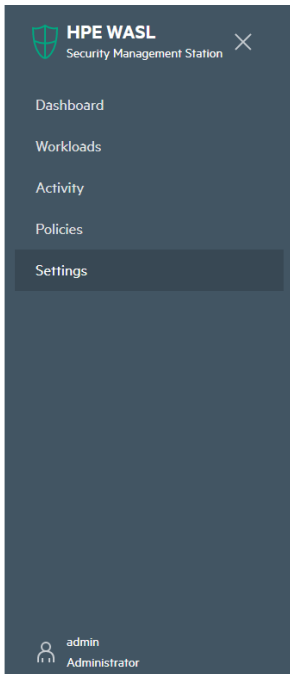 HPE WASL
Security Management Station
Dashboard
Workloads
Activity
Policies
Settings
admin
Administrator